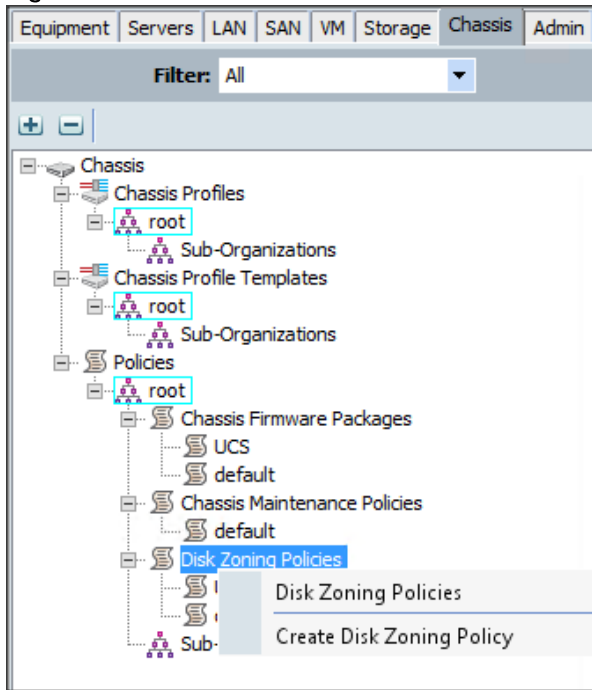 Equipment Servers LAN SAN VM Storage Chassis Admin
Filter: All
Chassis
Chassis Profiles
root
Sub-Organizations
Chassis Profile Templates
root
Sub-Organizations
Policies
root
Chassis Firmware Packages
UCS
default
Chassis Maintenance Policies
default
Disk Zoning Policies
Disk Zoning Policies
Create Disk Zoning Policy
Sub-